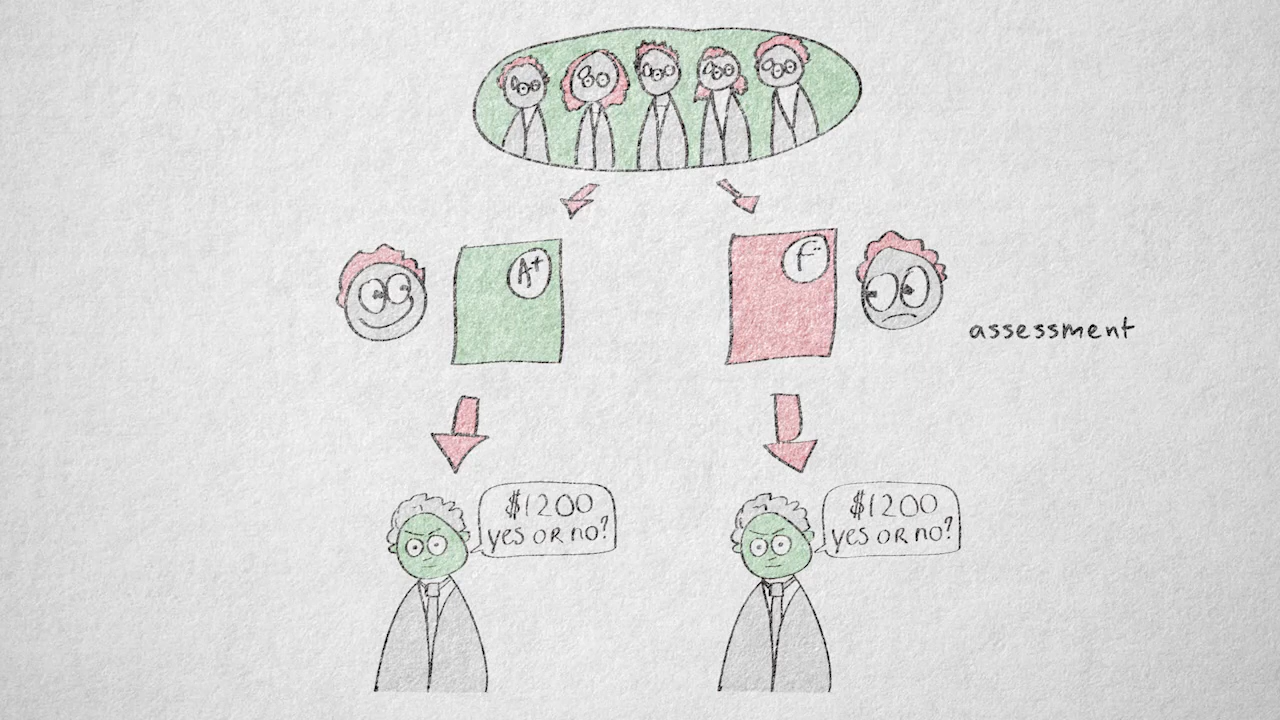 A+
F--
assessment
$1200
yes or no?
$1200
yes or no?